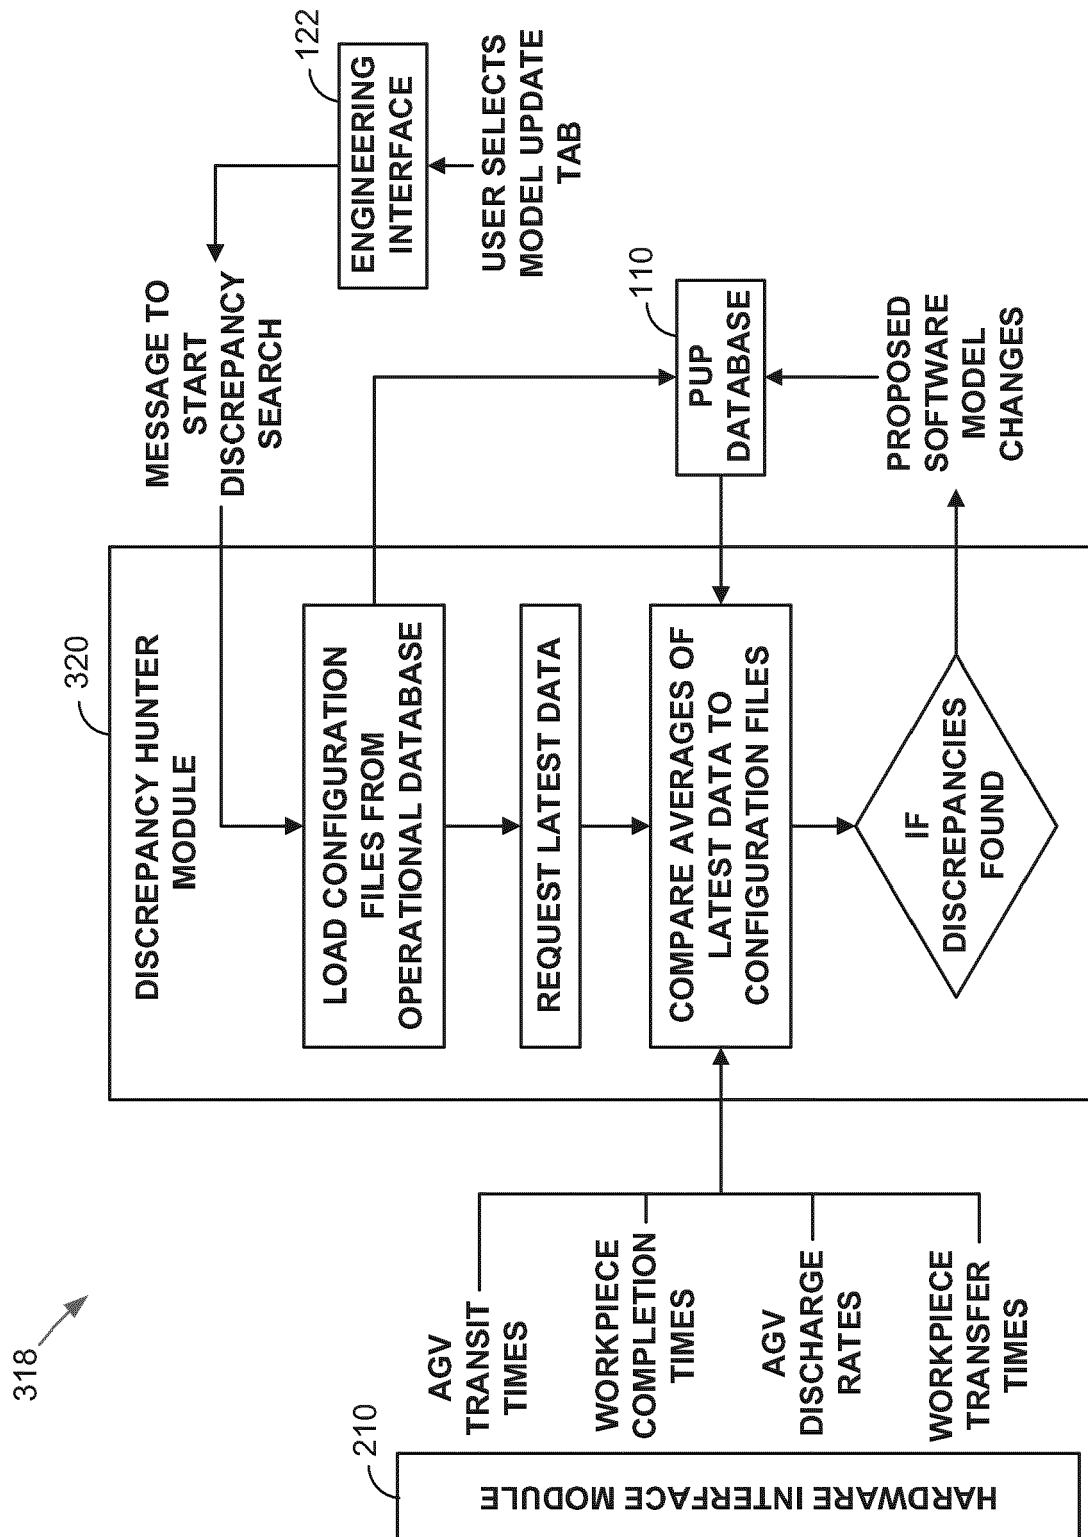 318
210
HARDWARE INTERFACE MODULE
AGV
TRANSIT
TIMES
WORKPIECE
COMPLETION
TIMES
AGV
DISCHARGE
RATES
WORKPIECE
TRANSFER
TIMES
320
DISCREPANCY HUNTER
MODULE
LOAD CONFIGURATION
FILES FROM
OPERATIONAL DATABASE
REQUEST LATEST DATA
COMPARE AVERAGES OF
LATEST DATA TO
CONFIGURATION FILES
IF
DISCREPANCIES
FOUND
MESSAGE TO
START
DISCREPANCY
SEARCH
110
PUP
DATABASE
PROPOSED
SOFTWARE
MODEL
CHANGES
122
ENGINEERING
INTERFACE
USER SELECTS
MODEL UPDATE
TAB